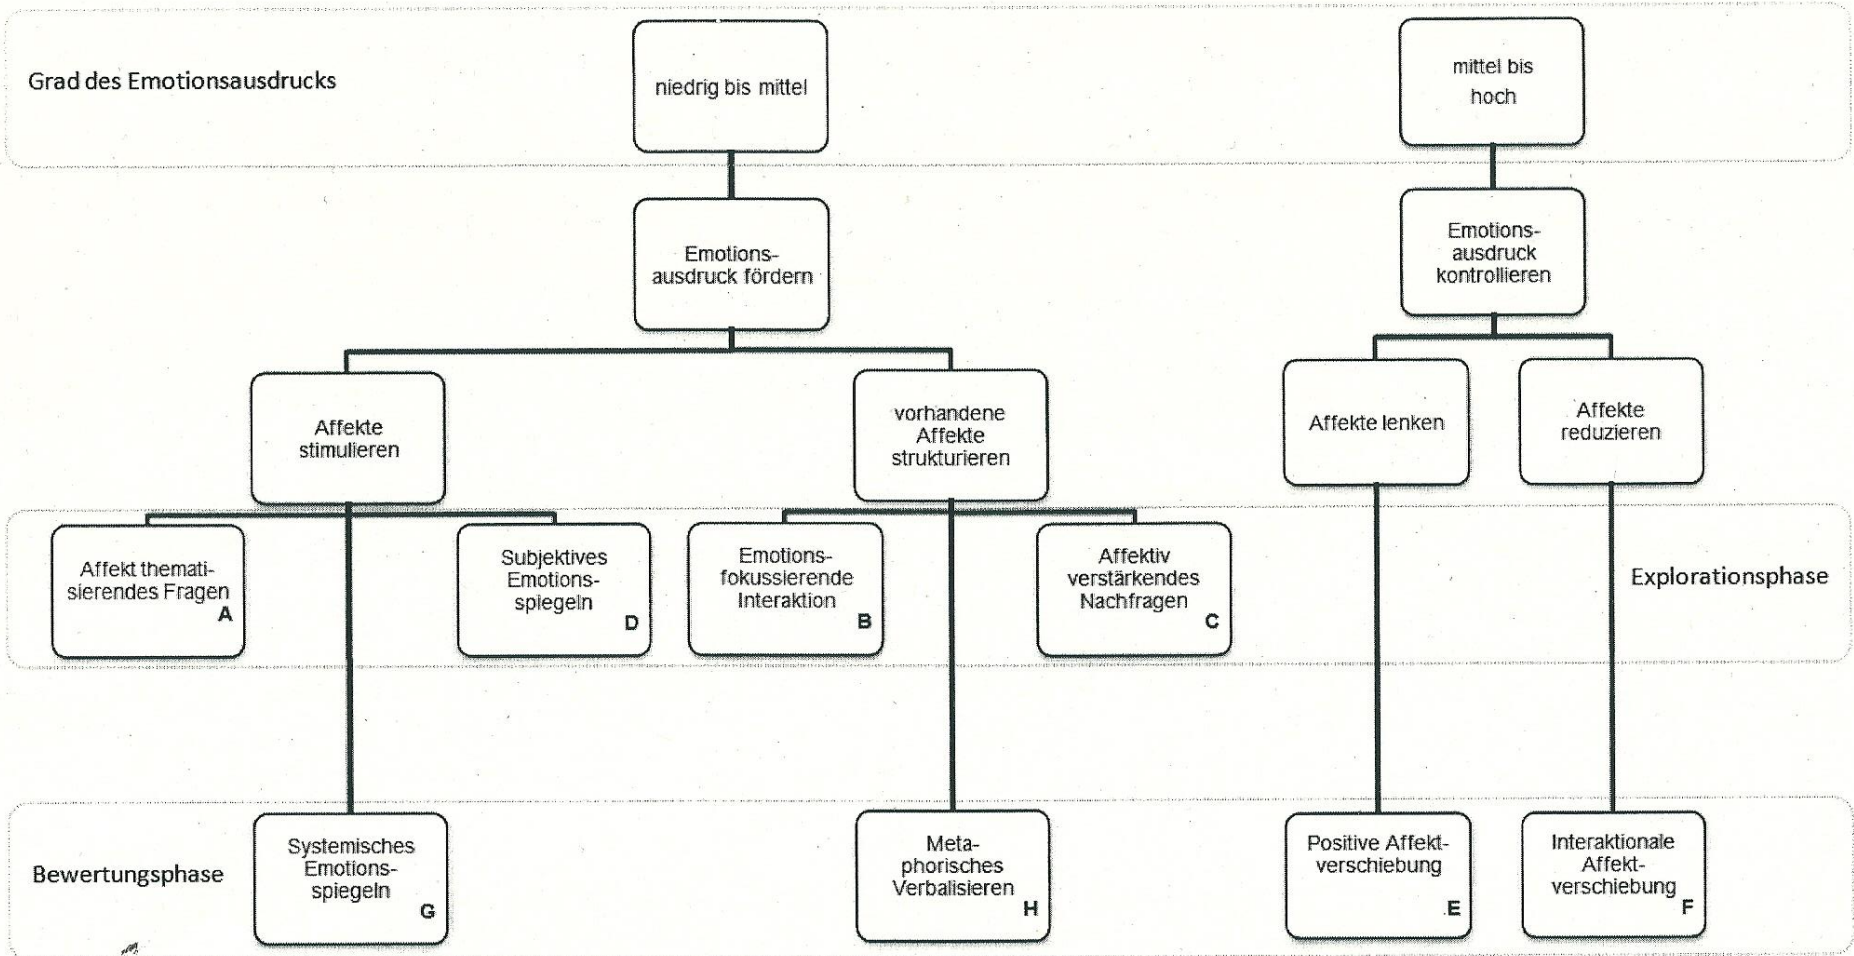 Grad des Emotionsausdrucks
niedrig bis mittel
mittel bis
hoch
Emotions-
ausdruck fördern
Emotions-
ausdruck
kontrollieren
Affekte
stimulieren
vorhandene
Affekte
strukturieren
Affekte lenken
Affekte
reduzieren
Affekt themati-
sierendes Fragen
A
Subjektives
Emotions-
spiegeln
D
Emotions-
fokussierende
Interaktion
B
Affektiv
verstärkendes
Nachfragen
C
Explorationsphase
Bewertungsphase
Systemisches
Emotions-
spiegeln
G
Meta-
phorisches
Verbalisieren
H
Positive Affekt-
verschiebung
E
Interaktionale
Affekt-
verschiebung
F